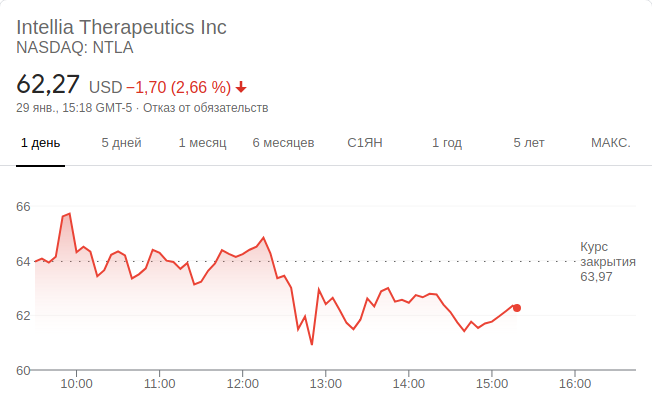 Intellia Therapeutics Inc
NASDAQ: NTLA
62,27 USD −1,70 (2,66 %)
29 янв., 15:18 GMT-5 · Отказ от обязательств
1 день 5 дней 1 месяц 6 месяцев С1ЯН 1 год 5 лет МАКС.
66
64
62
60
Курс
закрытия
63,97
10:00 11:00 12:00 13:00 14:00 15:00 16:00